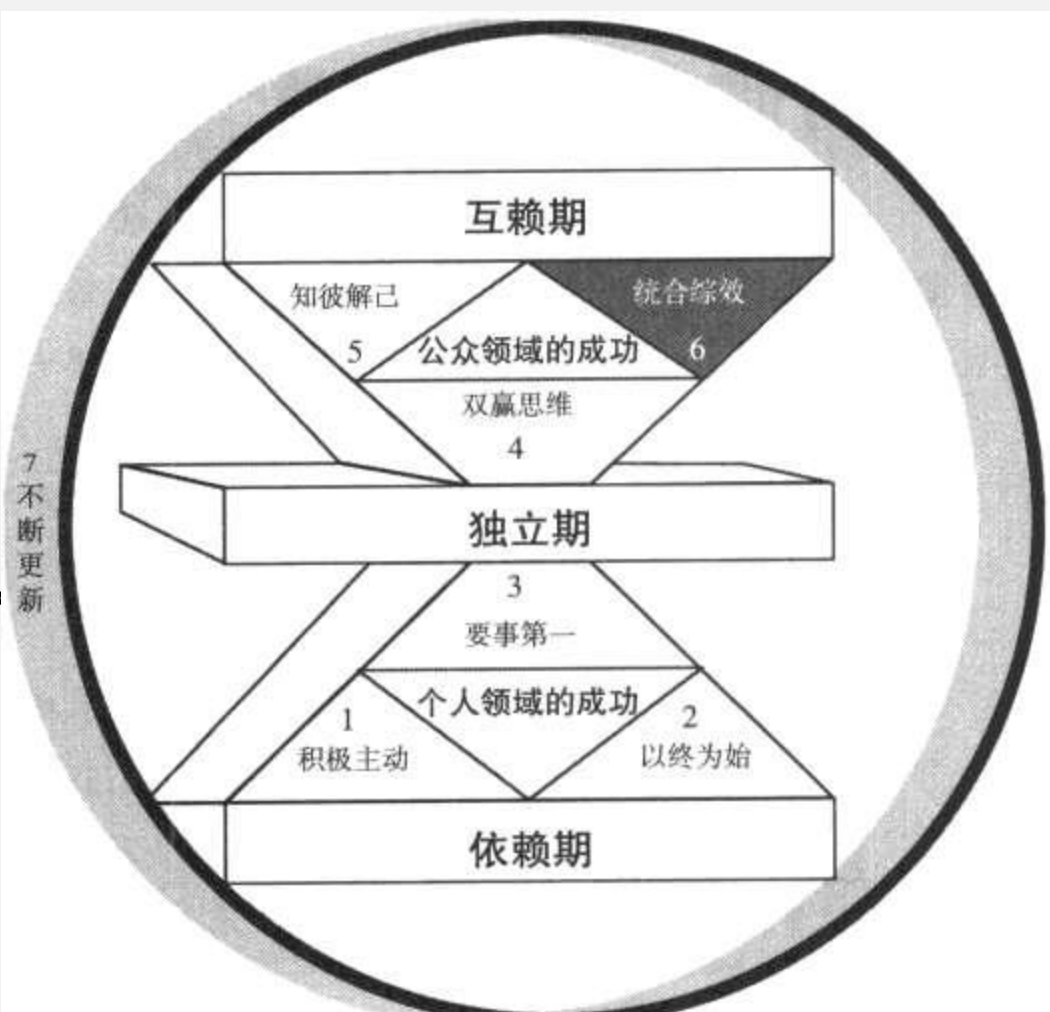 互赖期
知彼解己
统合综效
5
公众领域的成功
6
双赢思维
4
7
不
断
更
新
独立期
3
要事第一
个人领域的成功
1
2
积极主动
以终为始
依赖期